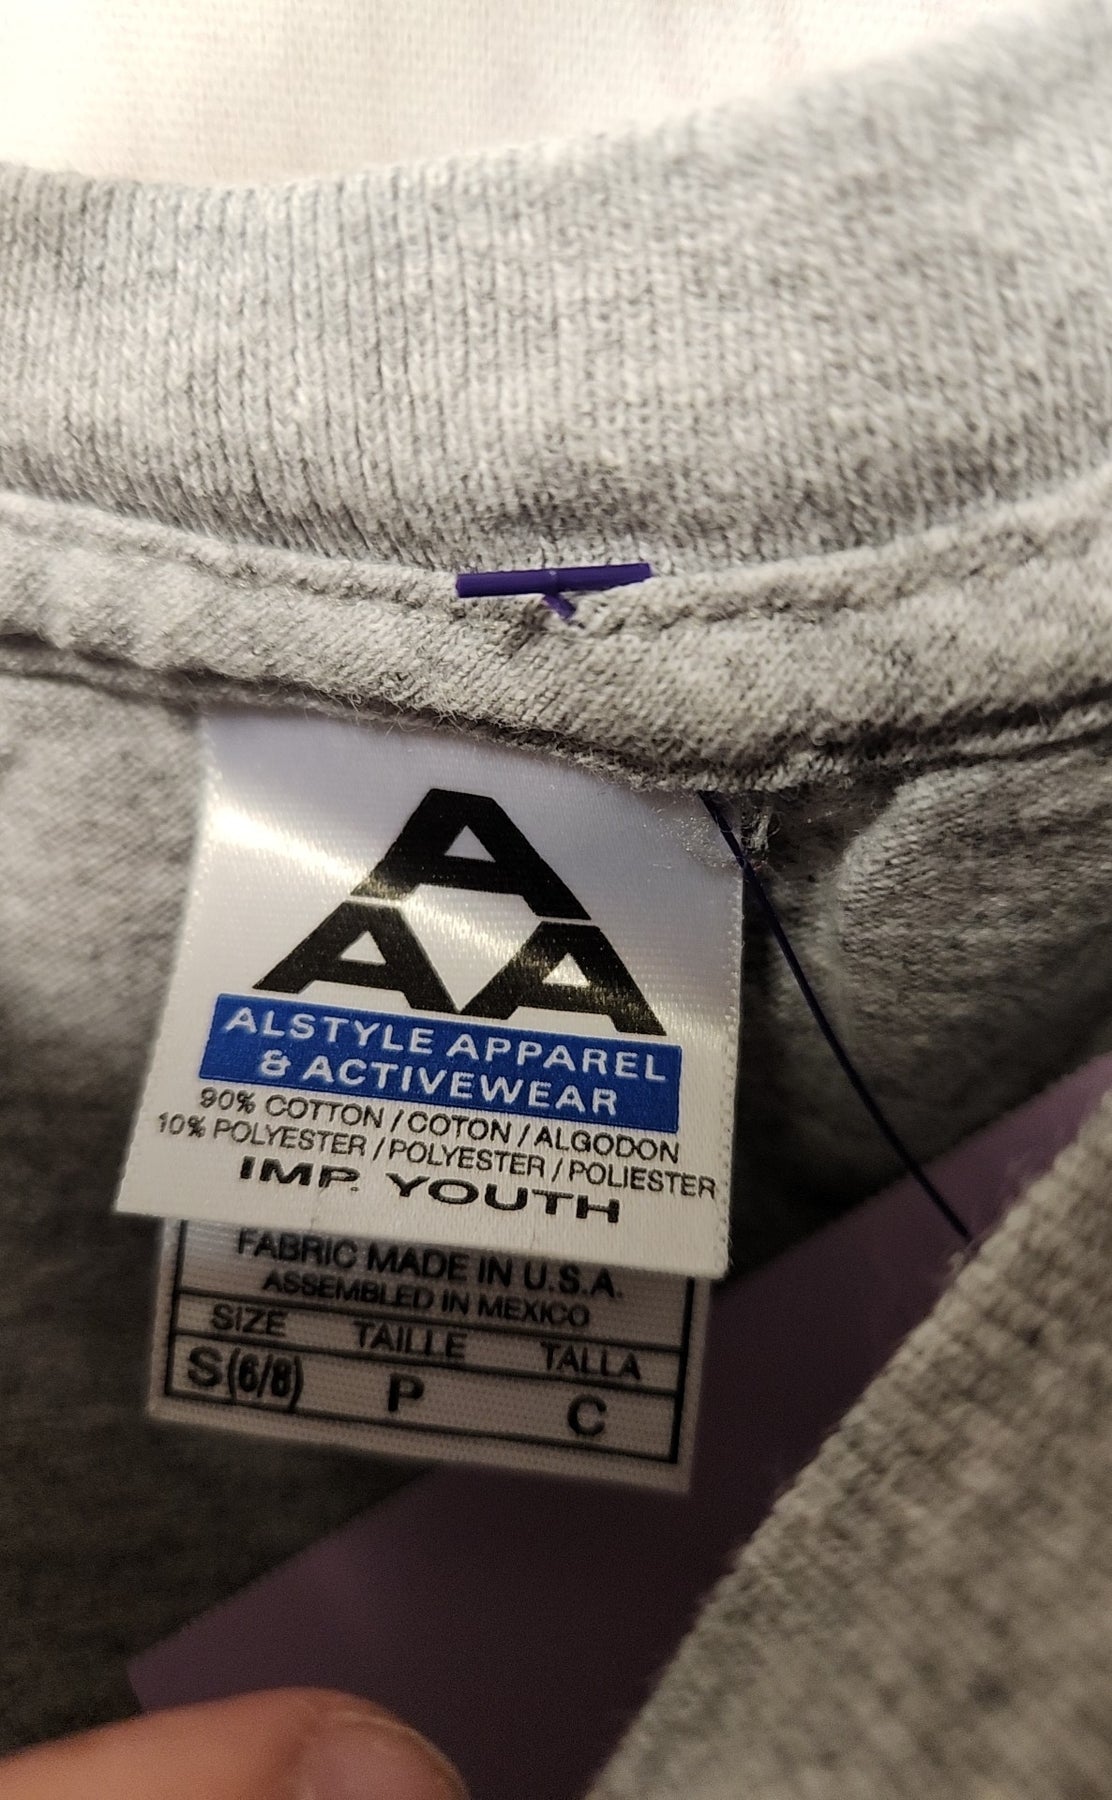 A
AA
ALSTYLE APPAREL
& ACTIVEWEAR
90% COTTON / COTON / ALGODON
10% POLYESTER / POLYESTER / POLIESTER
IMP. YOUTH
FABRIC MADE IN U.S.A.
ASSEMBLED IN MEXICO
SIZE TAILLE TALLA
S(6/8) P C